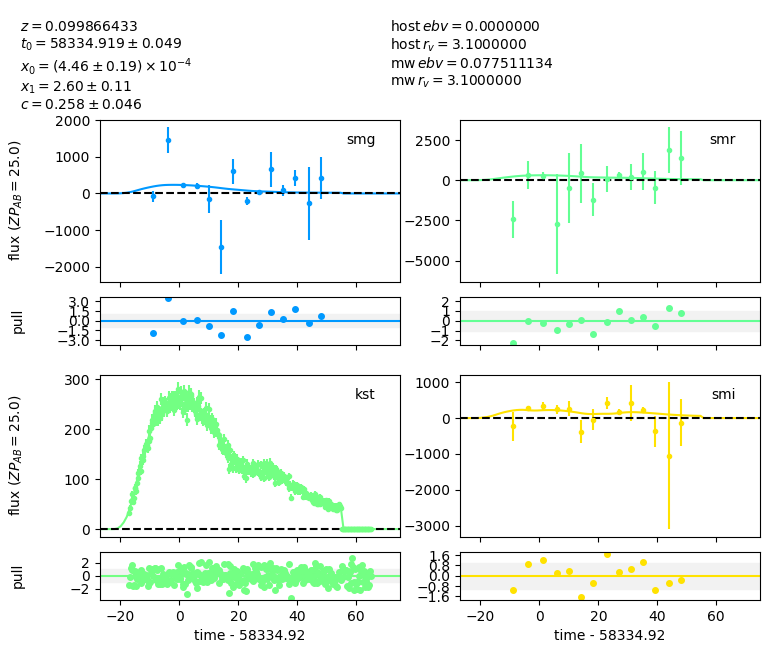 z = 0.099866433
t₀ = 58334.919 ± 0.049
x₀ = (4.46 ± 0.19) × 10⁻⁴
x₁ = 2.60 ± 0.11
c = 0.258 ± 0.046
host ebv = 0.0000000
host r_v = 3.1000000
mw ebv = 0.077511134
mw r_v = 3.1000000
flux (ZP_AB = 25.0)
2000
1000
0
−1000
−2000
smg
2500
0
−2500
−5000
smr
pull
3.0
1.5
0.0
−1.5
−3.0
2
1
0
−1
−2
flux (ZP_AB = 25.0)
300
200
100
0
kst
1000
0
−1000
−2000
−3000
smi
pull
2
0
−2
1.6
0.8
0.0
−0.8
−1.6
−20 0 20 40 60
−20 0 20 40 60
time - 58334.92
time - 58334.92